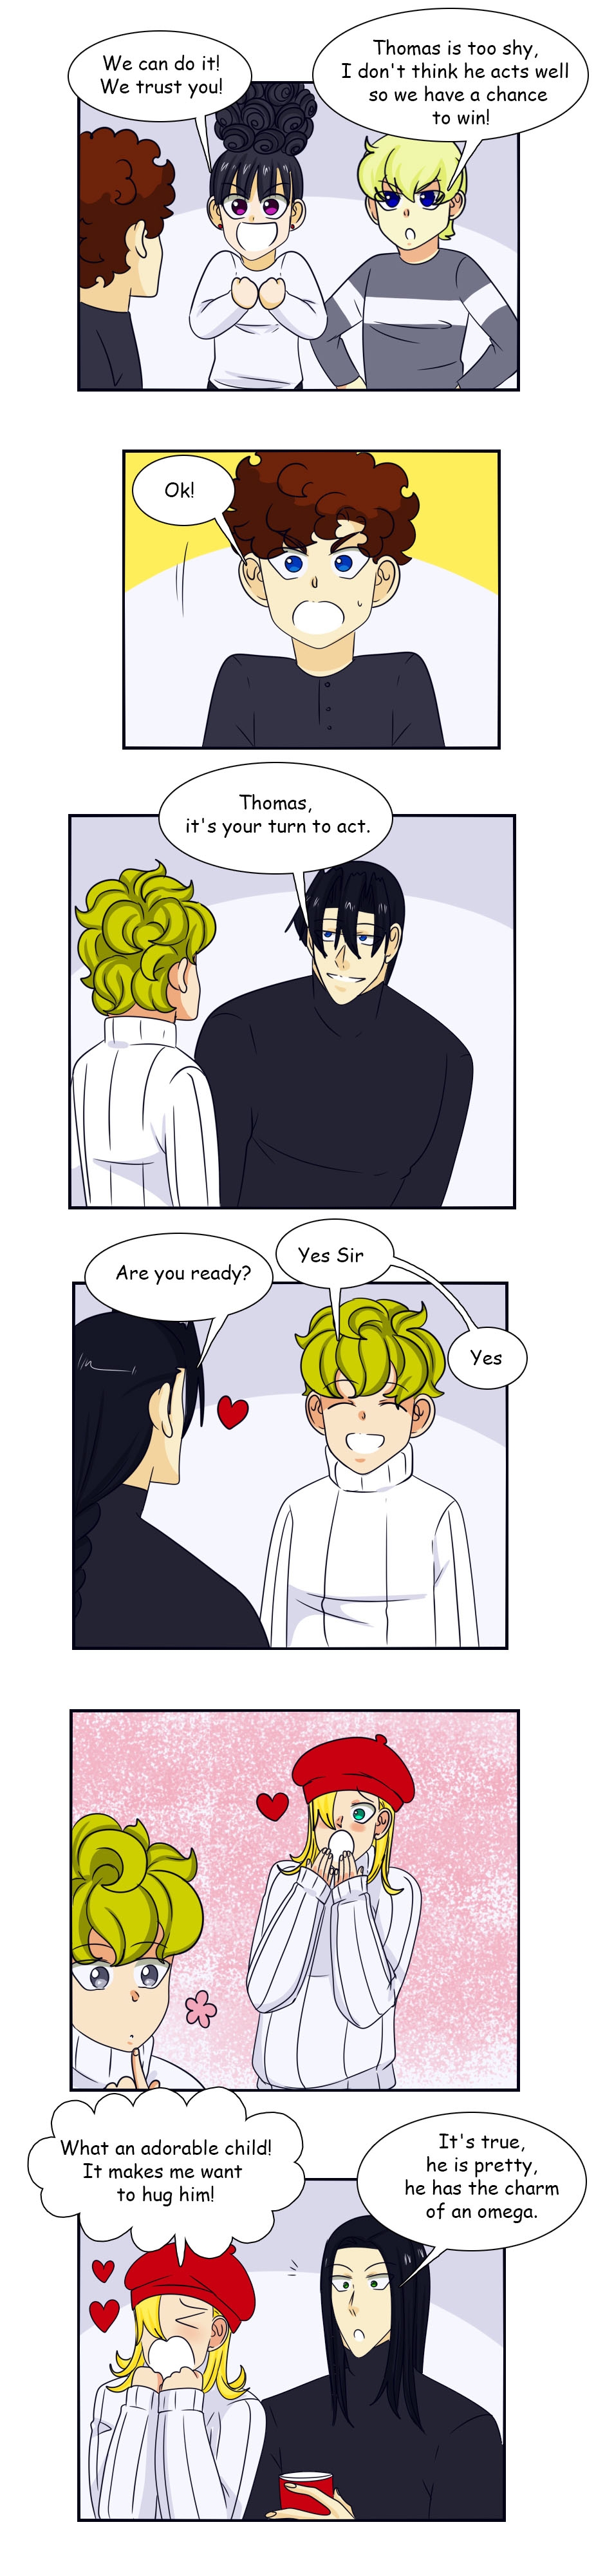 We can do it!
We trust you!
Thomas is too shy,
I don't think he acts well
so we have a chance
to win!
Ok!
Thomas,
it's your turn to act.
Are you ready?
Yes Sir
Yes
What an adorable child!
It makes me want
to hug him!
It's true,
he is pretty,
he has the charm
of an omega.